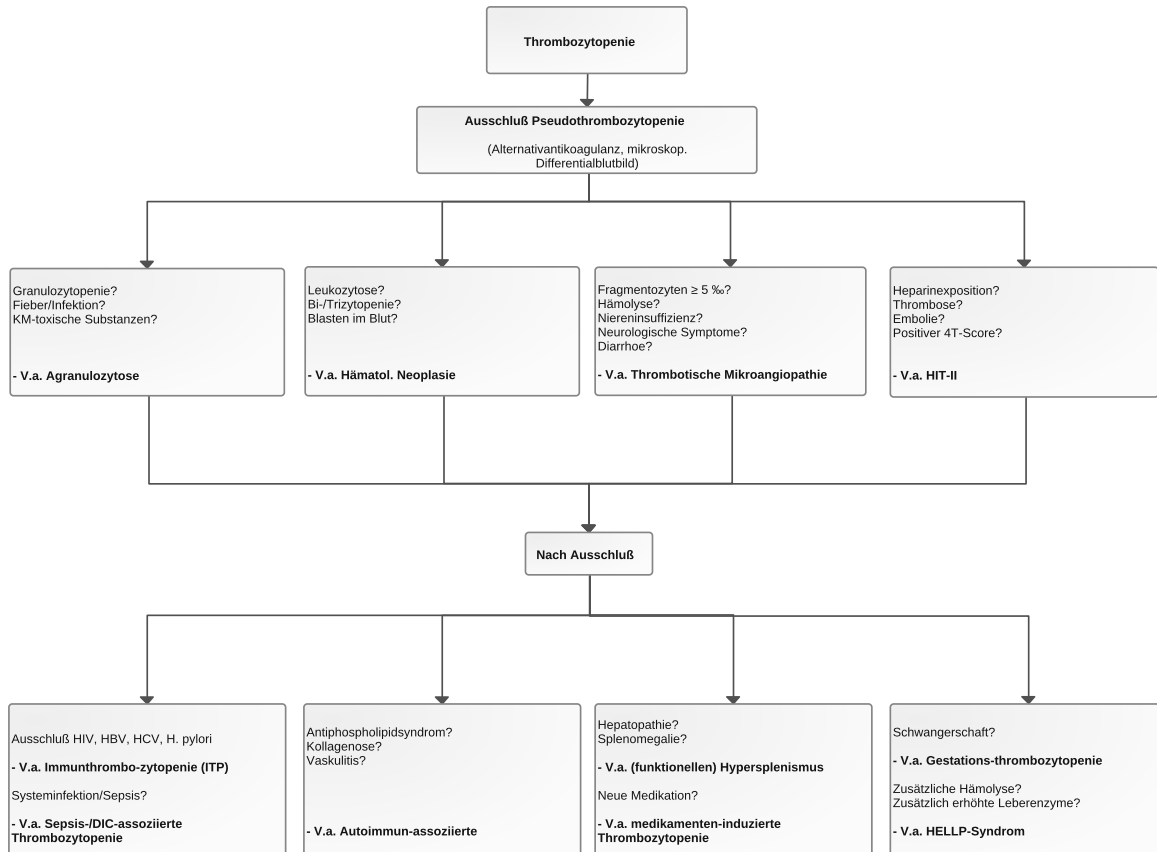 Thrombozytopenie
Ausschluß Pseudothrombozytopenie
(Alternativantikoagulanz, mikroskop.
Differentialblutbild)
Granulozytopenie?
Fieber/Infektion?
KM-toxische Substanzen?
- V.a. Agranulozytose
Leukozytose?
Bi-/Trizytopenie?
Blasten im Blut?
- V.a. Hämatol. Neoplasie
Fragmentozyten ≥ 5 ‰?
Hämolyse?
Niereninsuffizienz?
Neurologische Symptome?
Diarrhoe?
- V.a. Thrombotische Mikroangiopathie
Heparinexposition?
Thrombose?
Embolie?
Positiver 4T-Score?
- V.a. HIT-II
Nach Ausschluß
Ausschluß HIV, HBV, HCV, H. pylori
- V.a. Immunthrombo-zytopenie (ITP)
Systeminfektion/Sepsis?
- V.a. Sepsis-/DIC-assoziierte
Thrombozytopenie
Antiphospholipidsyndrom?
Kollagenose?
Vaskulitis?
- V.a. Autoimmun-assoziierte
Hepatopathie?
Splenomegalie?
- V.a. (funktionellen) Hypersplenismus
Neue Medikation?
- V.a. medikamenten-induzierte
Thrombozytopenie
Schwangerschaft?
- V.a. Gestations-thrombozytopenie
Zusätzliche Hämolyse?
Zusätzlich erhöhte Leberenzyme?
- V.a. HELLP-Syndrom